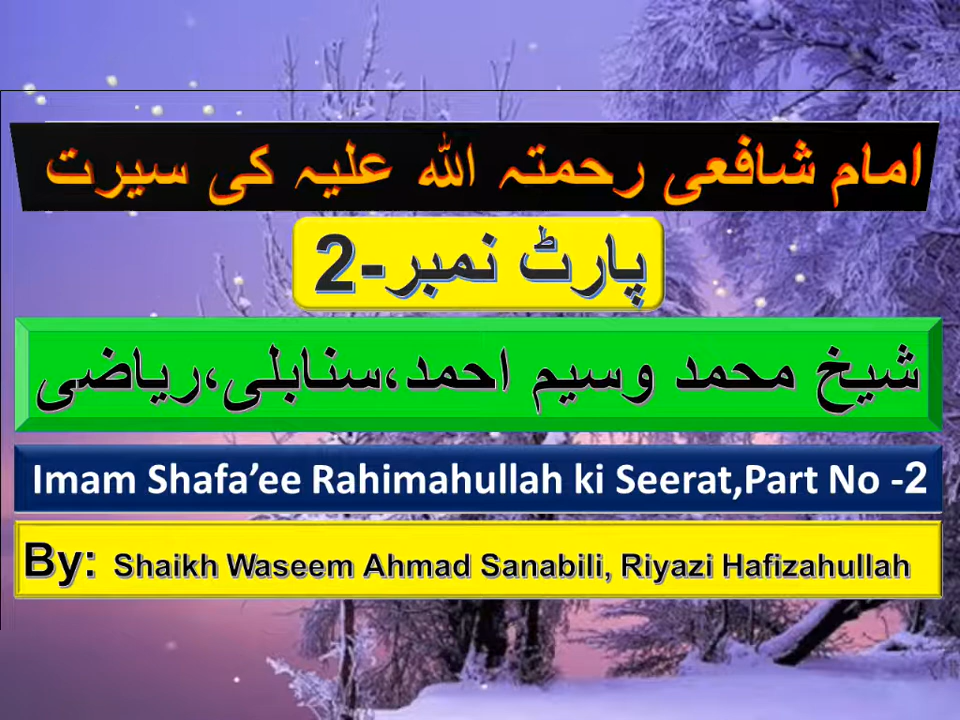 امام شافعی رحمتہ اللہ علیہ کی سیرت
پارٹ نمبر-2
شیخ محمد وسیم احمد،سنابلی،ریاضی
Imam Shafa’ee Rahimahullah ki Seerat,Part No -2
By: Shaikh Waseem Ahmad Sanabili, Riyazi Hafizahullah